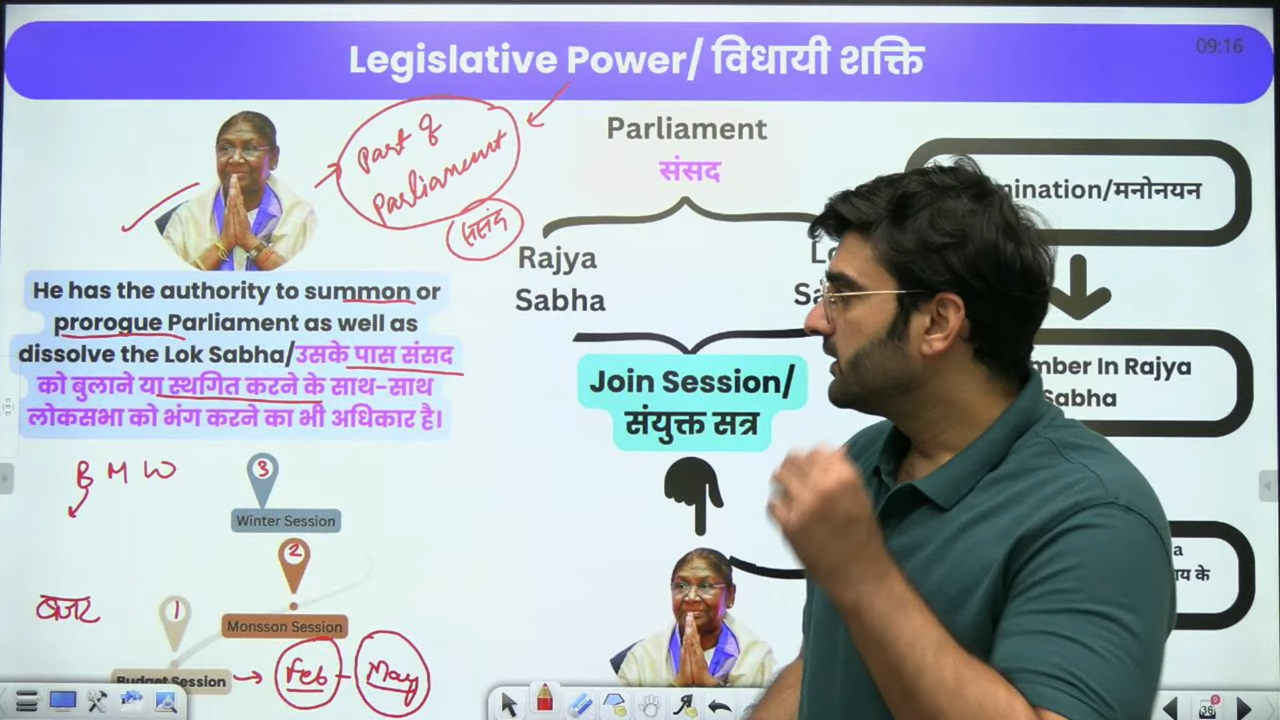 Legislative Power/ विधायी शक्ति
09:16
Part of
Parliament
संसद
He has the authority to summon or
prorogue Parliament as well as
dissolve the Lok Sabha/उसके पास संसद
को बुलाने या स्थगित करने के साथ-साथ
लोकसभा को भंग करने का भी अधिकार है।
B M W
3
Winter Session
2
Monsson Session
बजट
1
Budget Session
Feb - May
Parliament
संसद
Rajya
Sabha
Join Session/
संयुक्त सत्र
mination/मनोनयन
mber In Rajya
Sabha
a
य के
36